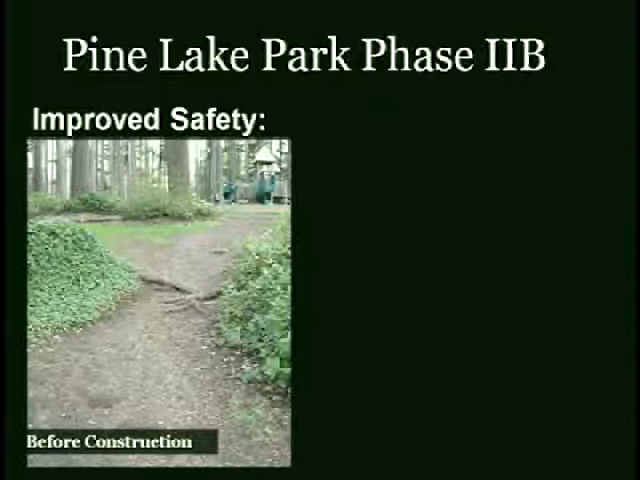 Pine Lake Park Phase IIB
Improved Safety:
Before Construction